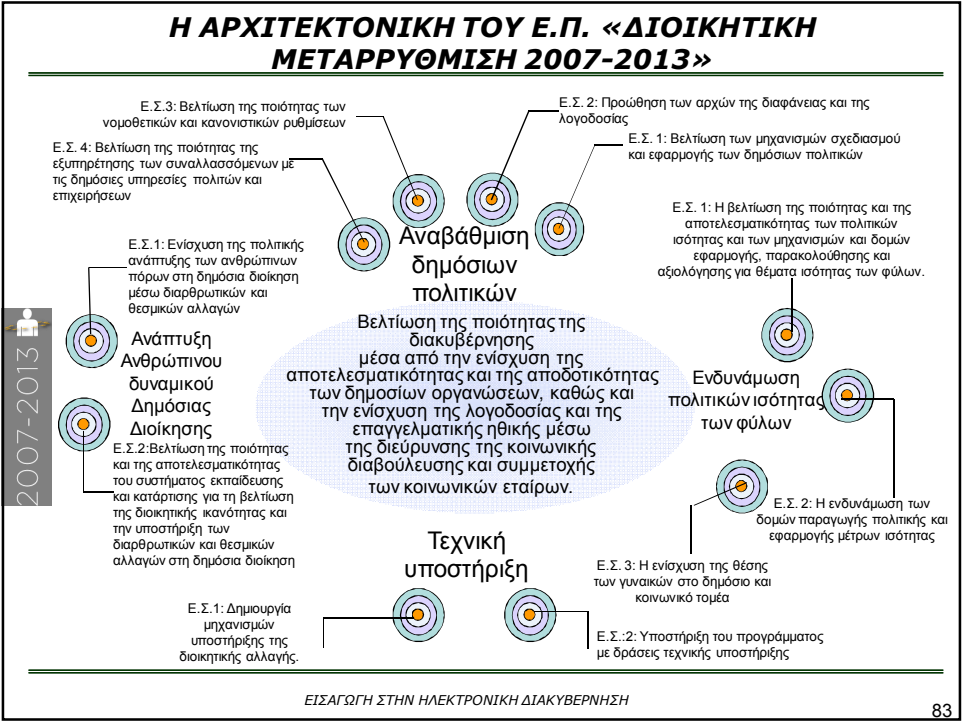 Η ΑΡΧΙΤΕΚΤΟΝΙΚΗ ΤΟΥ Ε.Π. «ΔΙΟΙΚΗΤΙΚΗ
ΜΕΤΑΡΡΥΘΜΙΣΗ 2007-2013»
Ε.Σ.3: Βελτίωση της ποιότητας των
νομοθετικών και κανονιστικών ρυθμίσεων
Ε.Σ. 2: Προώθηση των αρχών της διαφάνειας και της
λογοδοσίας
Ε.Σ. 4: Βελτίωση της ποιότητας της
εξυπηρέτησης των συναλλασσόμενων με
τις δημόσιες υπηρεσίες πολιτών και
επιχειρήσεων
Ε.Σ. 1: Βελτίωση των μηχανισμών σχεδιασμού
και εφαρμογής των δημόσιων πολιτικών
Αναβάθμιση
δημόσιων
πολιτικών
Ε.Σ. 1: Η βελτίωση της ποιότητας και της
αποτελεσματικότητας των πολιτικών
ισότητας και των μηχανισμών και δομών
εφαρμογής, παρακολούθησης και
αξιολόγησης για θέματα ισότητας των φύλων.
Ε.Σ.1: Ενίσχυση της πολιτικής
ανάπτυξης των ανθρώπινων
πόρων στη δημόσια διοίκηση
μέσω διαρθρωτικών και
θεσμικών αλλαγών
2007-2013
Ανάπτυξη
Ανθρώπινου
δυναμικού
Δημόσιας
Διοίκησης
Βελτίωση της ποιότητας της
διακυβέρνησης
μέσα από την ενίσχυση της
αποτελεσματικότητας και της αποδοτικότητας
των δημοσίων οργανώσεων, καθώς και
την ενίσχυση της λογοδοσίας και της
επαγγελματικής ηθικής μέσω
της διεύρυνσης της κοινωνικής
διαβούλευσης και συμμετοχής
των κοινωνικών εταίρων.
Ενδυνάμωση
πολιτικών ισότητας
των φύλων
Ε.Σ.2:Βελτίωση της ποιότητας
και της αποτελεσματικότητας
του συστήματος εκπαίδευσης
και κατάρτισης για τη βελτίωση
της διοικητικής ικανότητας και
την υποστήριξη των
διαρθρωτικών και θεσμικών
αλλαγών στη δημόσια διοίκηση
Ε.Σ. 2: Η ενδυνάμωση των
δομών παραγωγής πολιτικής και
εφαρμογής μέτρων ισότητας
Τεχνική
υποστήριξη
Ε.Σ. 3: Η ενίσχυση της θέσης
των γυναικών στο δημόσιο και
κοινωνικό τομέα
Ε.Σ.1: Δημιουργία
μηχανισμών
υποστήριξης της
διοικητικής αλλαγής.
Ε.Σ.:2: Υποστήριξη του προγράμματος
με δράσεις τεχνικής υποστήριξης
ΕΙΣΑΓΩΓΗ ΣΤΗΝ ΗΛΕΚΤΡΟΝΙΚΗ ΔΙΑΚΥΒΕΡΝΗΣΗ
83